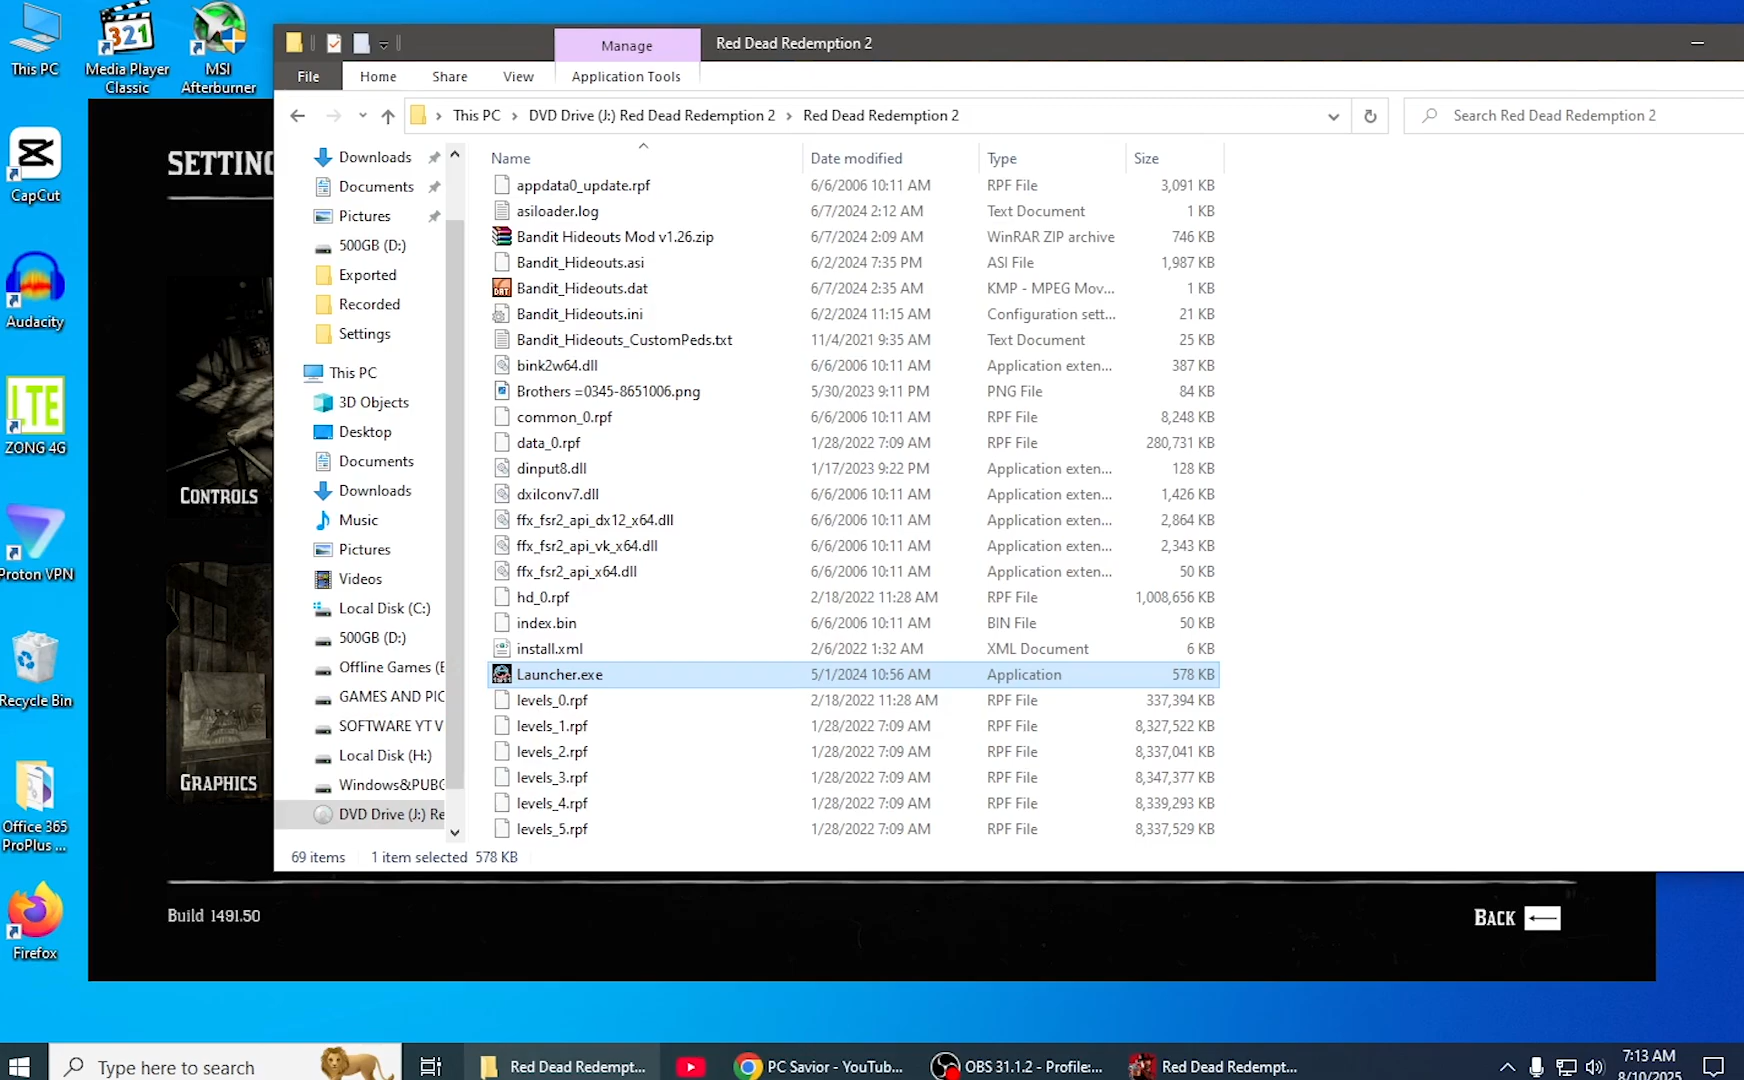 This PC
Media Player
Classic
MSI
Afterburner
CapCut
Audacity
LTE
ZONG 4G
Proton VPN
Recycle Bin
Office 365
ProPlus ...
Firefox
321
SETTIN
CONTROLS
GRAPHICS
Build 1491.50
BACK
Manage
Red Dead Redemption 2
File
Home
Share
View
Application Tools
This PC
DVD Drive (J:) Red Dead Redemption 2
Red Dead Redemption 2
Search Red Dead Redemption 2
Downloads
Documents
Pictures
500GB (D:)
Exported
Recorded
Settings
This PC
3D Objects
Desktop
Documents
Downloads
Music
Pictures
Videos
Local Disk (C:)
500GB (D:)
Offline Games (E
GAMES AND PIC
SOFTWARE YT V
Local Disk (H:)
Windows&PUBG
DVD Drive (J:) Re
Name Date modified Type Size
appdata0_update.rpf 6/6/2006 10:11 AM RPF File 3,091 KB
asiloader.log 6/7/2024 2:12 AM Text Document 1 KB
Bandit Hideouts Mod v1.26.zip 6/7/2024 2:09 AM WinRAR ZIP archive 746 KB
Bandit_Hideouts.asi 6/2/2024 7:35 PM ASI File 1,987 KB
Bandit_Hideouts.dat 6/7/2024 2:35 AM KMP - MPEG Mov... 1 KB
Bandit_Hideouts.ini 6/2/2024 11:15 AM Configuration sett... 21 KB
Bandit_Hideouts_CustomPeds.txt 11/4/2021 9:35 AM Text Document 25 KB
bink2w64.dll 6/6/2006 10:11 AM Application exten... 387 KB
Brothers =0345-8651006.png 5/30/2023 9:11 PM PNG File 84 KB
common_0.rpf 6/6/2006 10:11 AM RPF File 8,248 KB
data_0.rpf 1/28/2022 7:09 AM RPF File 280,731 KB
dinput8.dll 1/17/2023 9:22 PM Application exten... 128 KB
dxilconv7.dll 6/6/2006 10:11 AM Application exten... 1,426 KB
ffx_fsr2_api_dx12_x64.dll 6/6/2006 10:11 AM Application exten... 2,864 KB
ffx_fsr2_api_vk_x64.dll 6/6/2006 10:11 AM Application exten... 2,343 KB
ffx_fsr2_api_x64.dll 6/6/2006 10:11 AM Application exten... 50 KB
hd_0.rpf 2/18/2022 11:28 AM RPF File 1,008,656 KB
index.bin 6/6/2006 10:11 AM BIN File 50 KB
install.xml 2/6/2022 1:32 AM XML Document 6 KB
Launcher.exe 5/1/2024 10:56 AM Application 578 KB
levels_0.rpf 2/18/2022 11:28 AM RPF File 337,394 KB
levels_1.rpf 1/28/2022 7:09 AM RPF File 8,327,522 KB
levels_2.rpf 1/28/2022 7:09 AM RPF File 8,337,041 KB
levels_3.rpf 1/28/2022 7:09 AM RPF File 8,347,377 KB
levels_4.rpf 1/28/2022 7:09 AM RPF File 8,339,293 KB
levels_5.rpf 1/28/2022 7:09 AM RPF File 8,337,529 KB
69 items 1 item selected 578 KB
Type here to search
Red Dead Redempt...
PC Savior - YouTub...
OBS 31.1.2 - Profile:...
Red Dead Redempt...
7:13 AM
8/10/2025